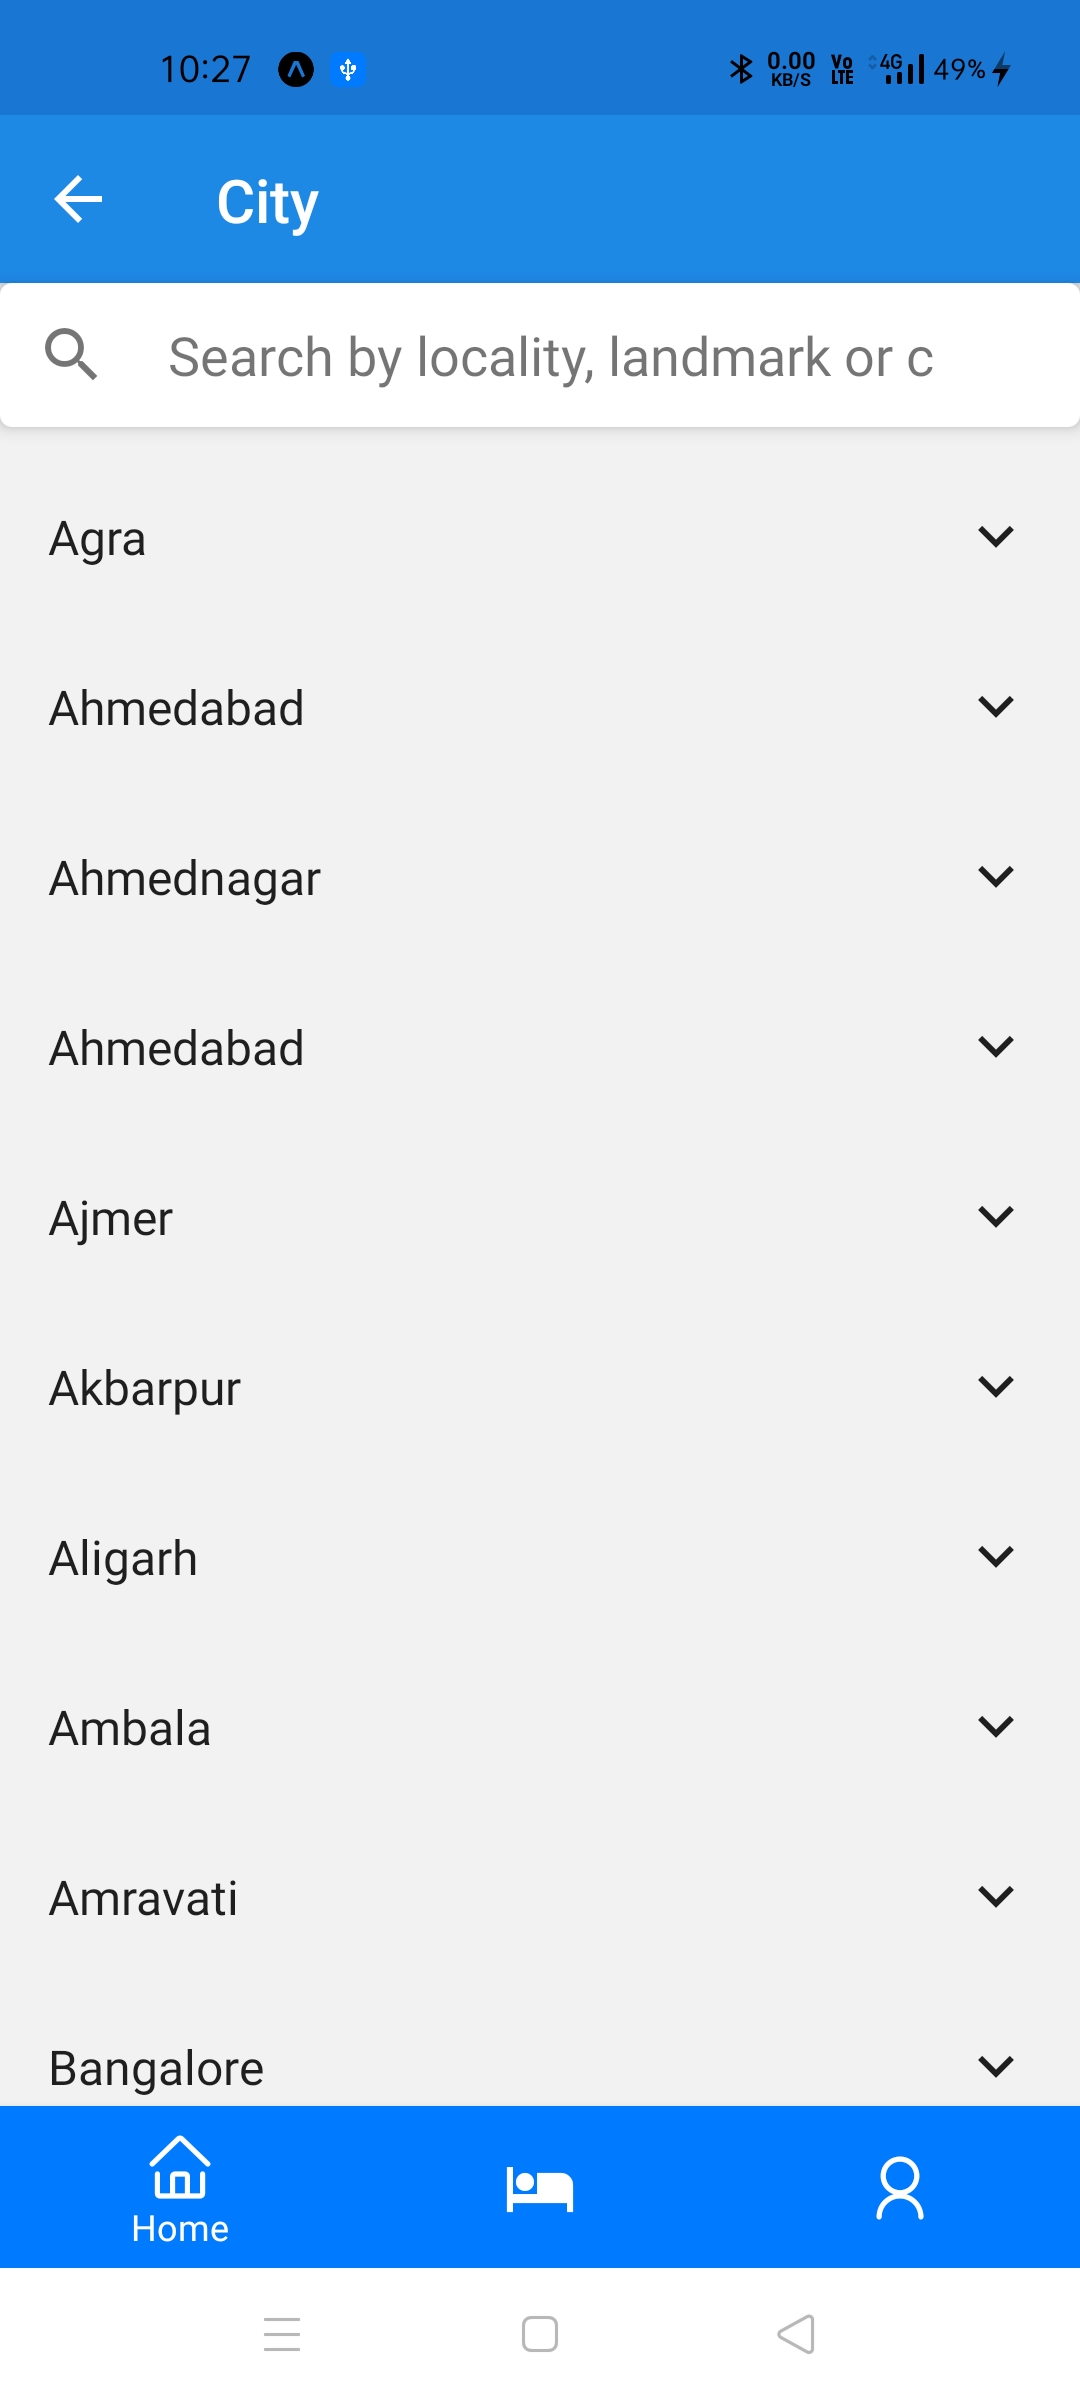 10:27
0.00 KB/S Vo LTE 4G 49%
City
Search by locality, landmark or c
Agra
Ahmedabad
Ahmednagar
Ahmedabad
Ajmer
Akbarpur
Aligarh
Ambala
Amravati
Bangalore
Home